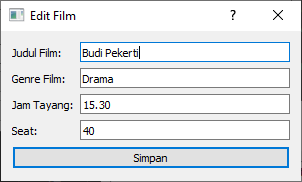 Edit Film
Judul Film: Budi Pekerti
Genre Film: Drama
Jam Tayang: 15.30
Seat: 40
Simpan